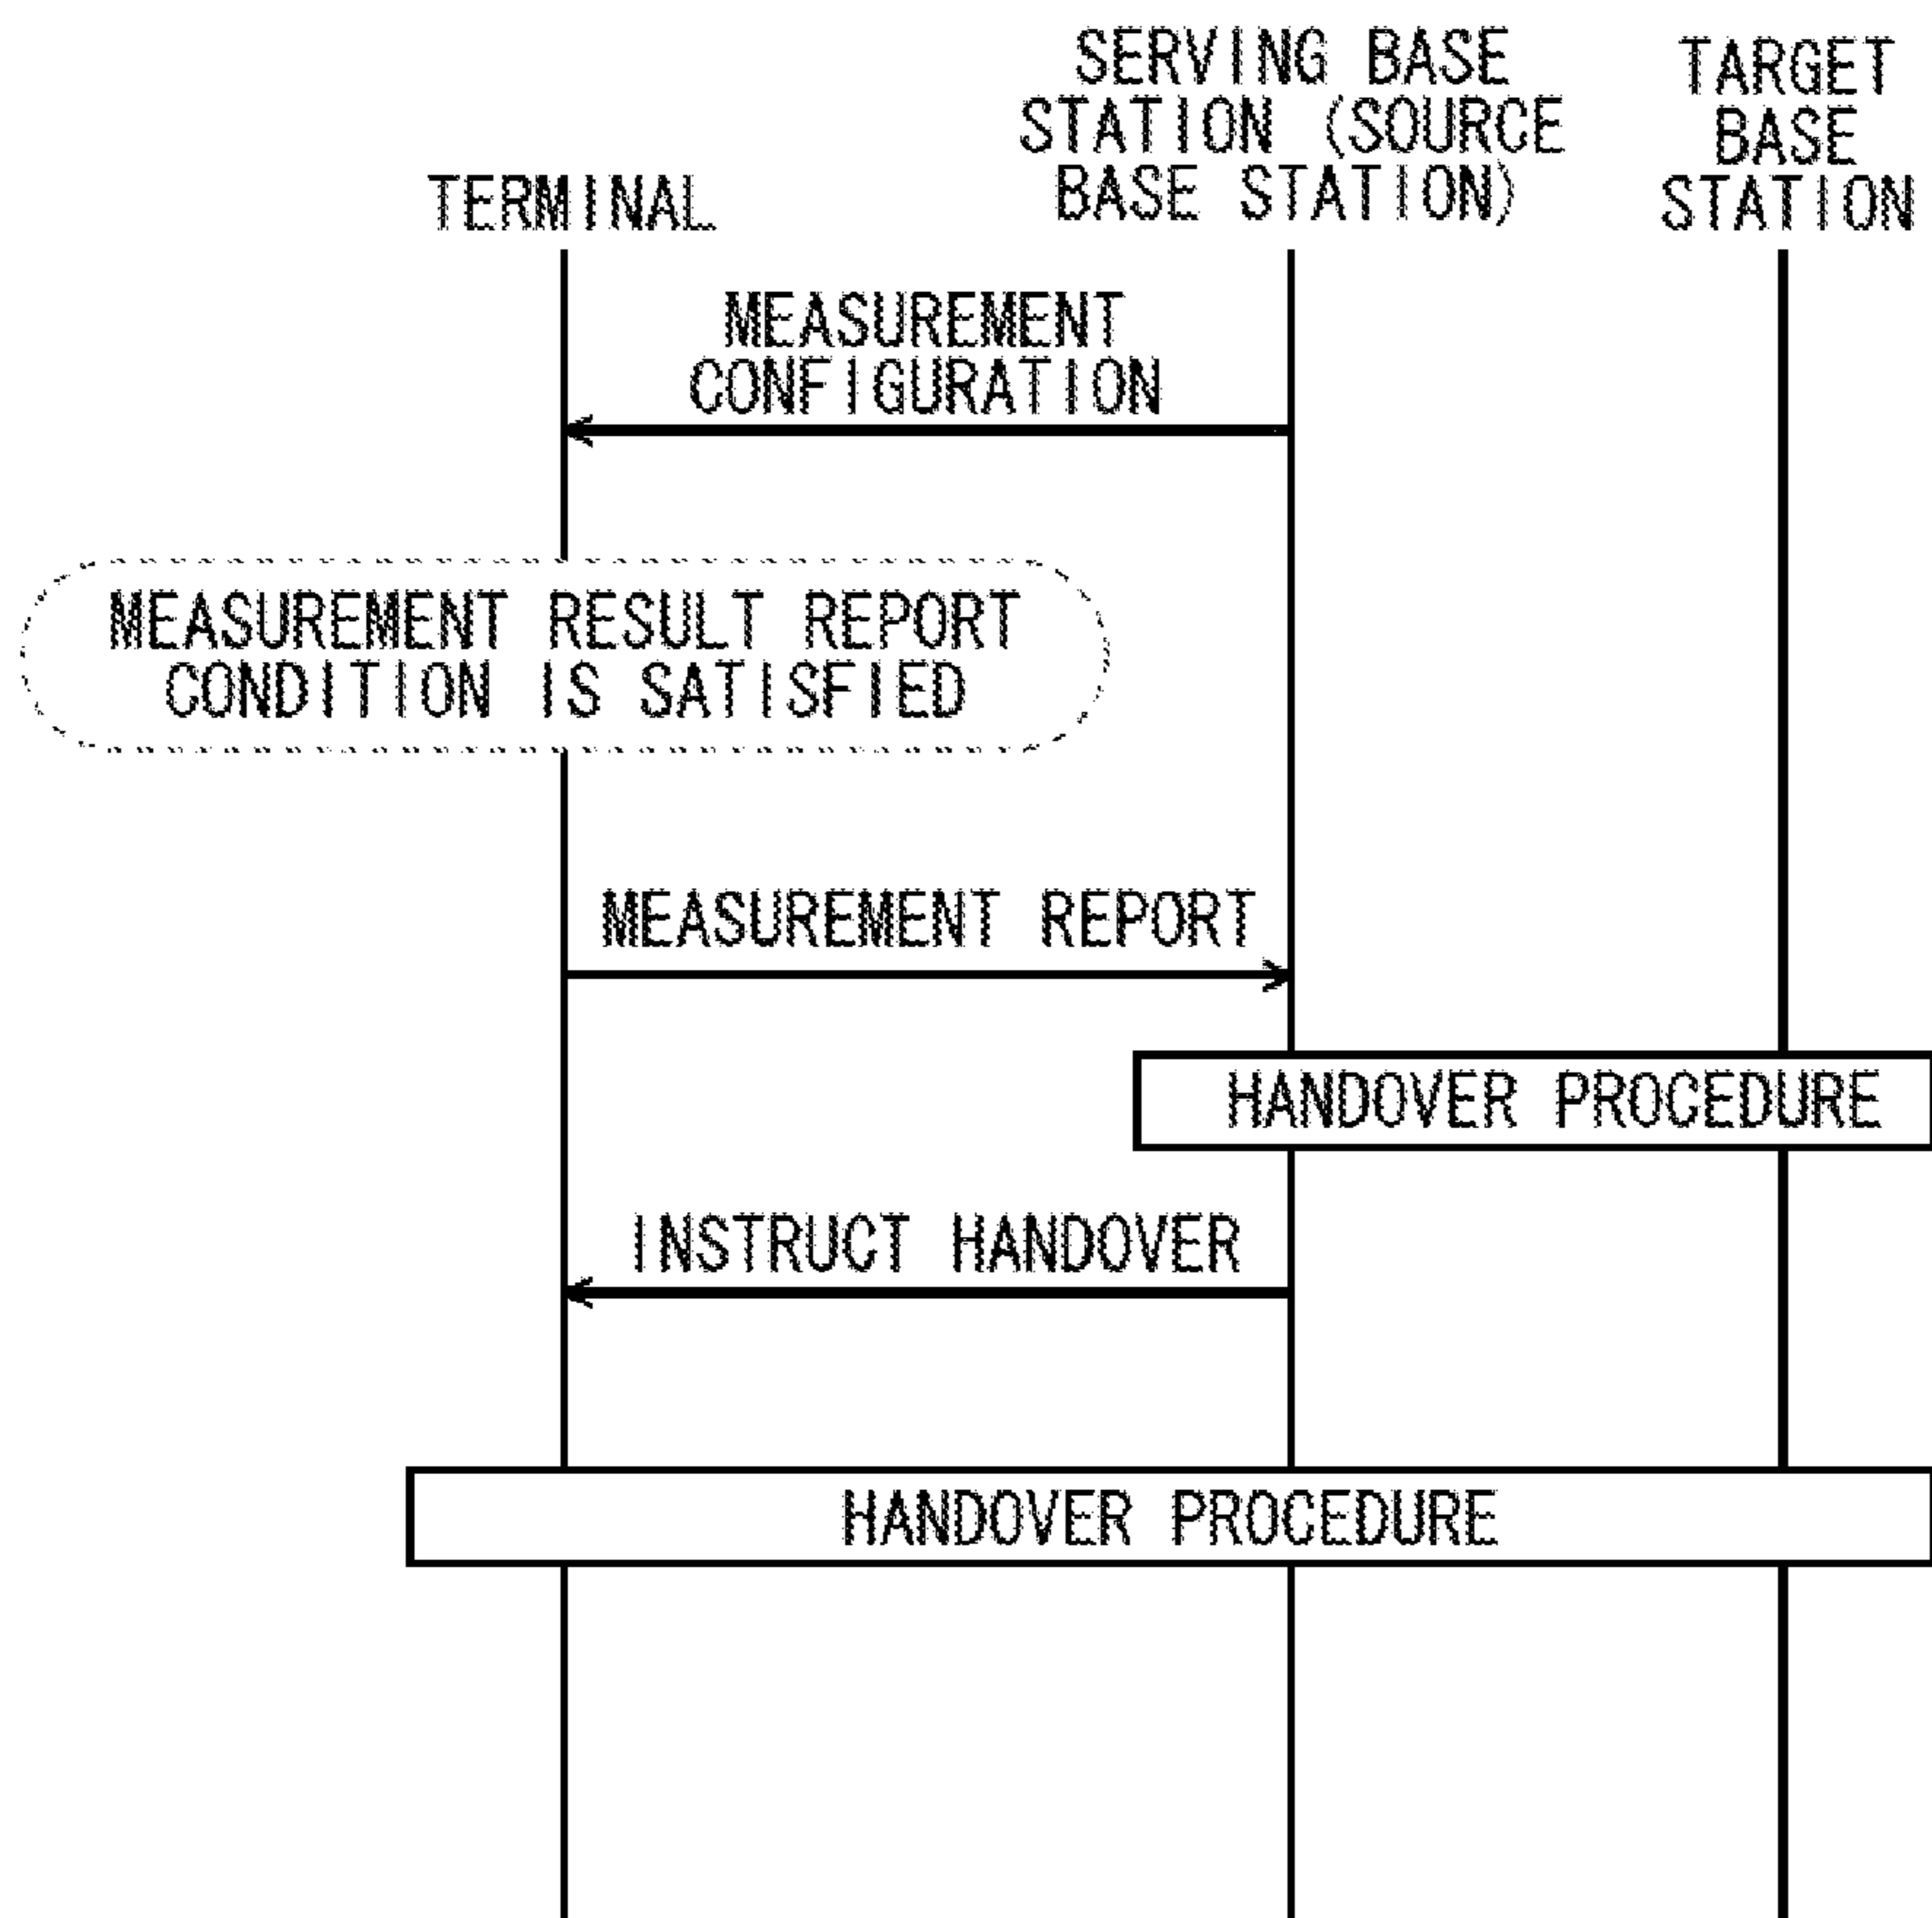 TERMINAL
SERVING BASE
STATION (SOURCE
BASE STATION)
TARGET
BASE
STATION
MEASUREMENT
CONFIGURATION
MEASUREMENT RESULT REPORT
CONDITION IS SATISFIED
MEASUREMENT REPORT
HANDOVER PROCEDURE
INSTRUCT HANDOVER
HANDOVER PROCEDURE